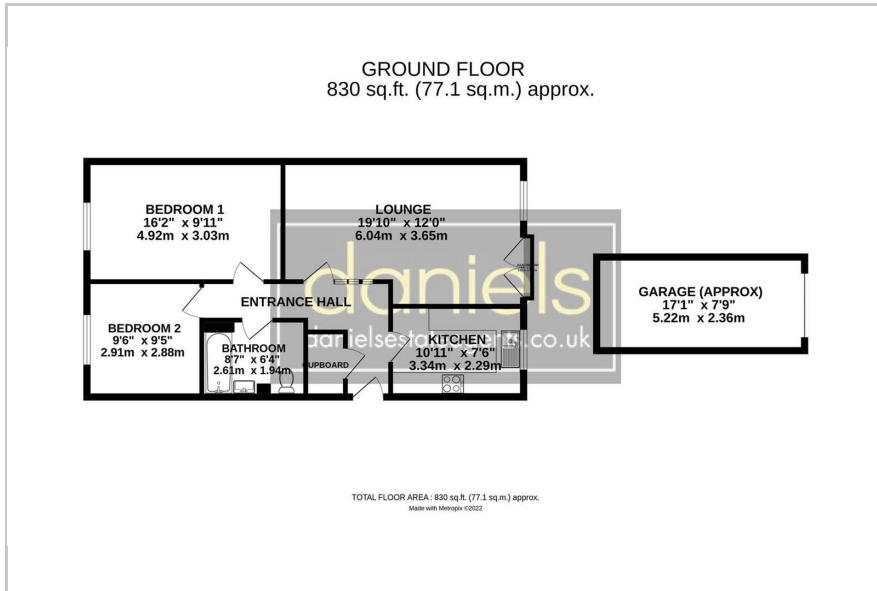 GROUND FLOOR
830 sq.ft. (77.1 sq.m.) approx.
BEDROOM 1
16'2" x 9'11"
4.92m x 3.03m
LOUNGE
19'10" x 12'0"
6.04m x 3.65m
daniels
danielsestateagents.co.uk
ENTRANCE HALL
BEDROOM 2
9'6" x 9'5"
2.91m x 2.88m
BATHROOM
8'7" x 6'4"
2.61m x 1.94m
CUPBOARD
KITCHEN
10'11" x 7'6"
3.34m x 2.29m
GARAGE (APPROX)
17'1" x 7'9"
5.22m x 2.36m
TOTAL FLOOR AREA : 830 sq.ft. (77.1 sq.m.) approx.
Made with Metropix ©2022